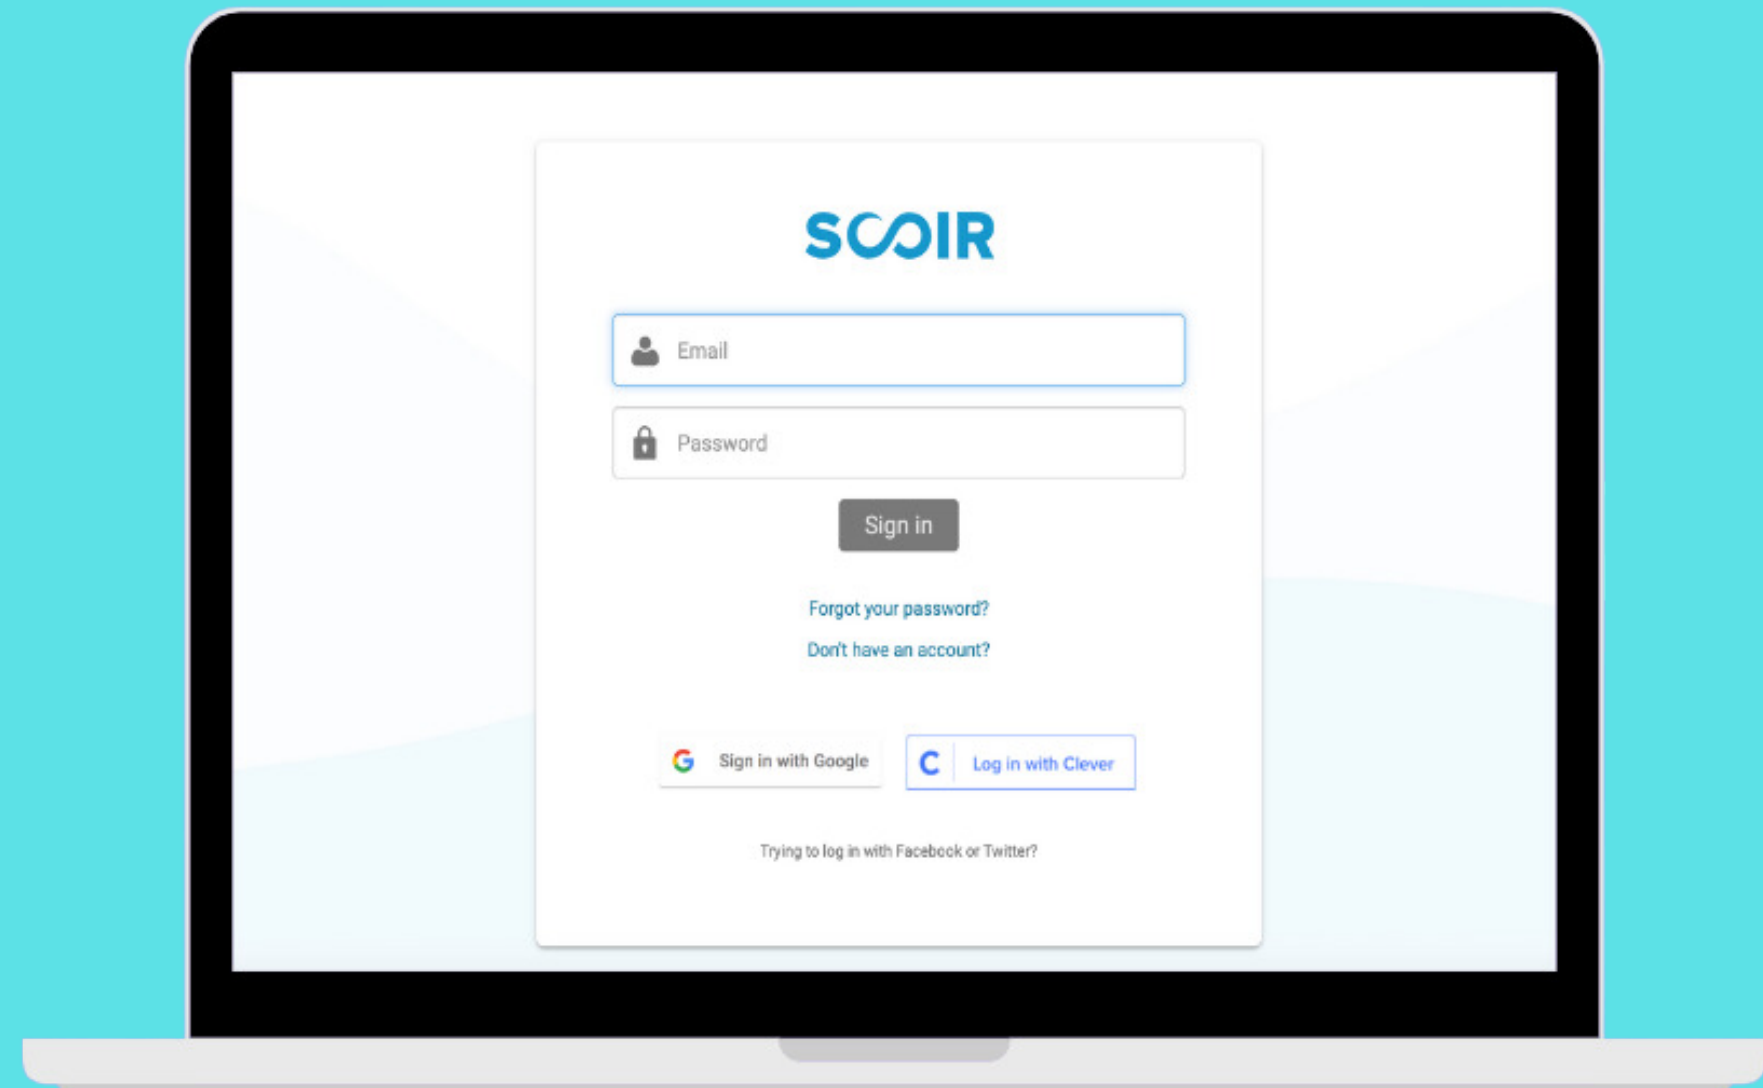 SCOIR
Email
Password
Sign in
Forgot your password?
Don't have an account?
G Sign in with Google
C Log in with Clever
Trying to log in with Facebook or Twitter?